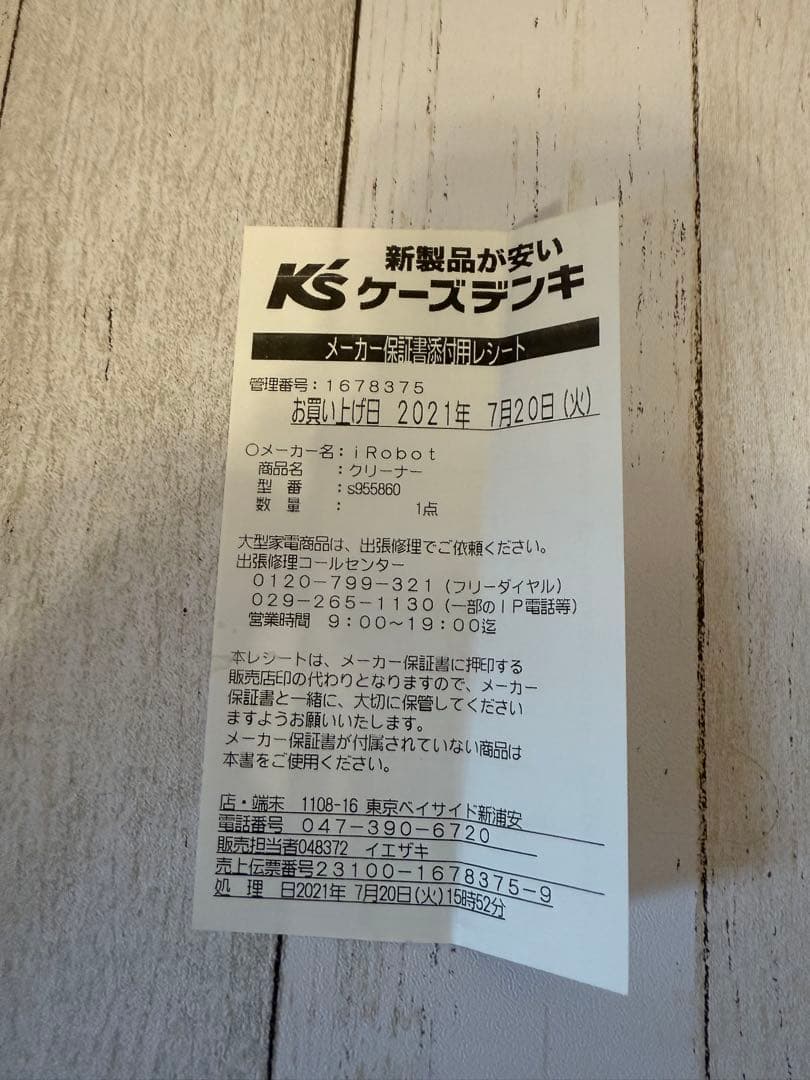 新製品が安い
K's ケーズデンキ
メーカー保証書添付用レシート
管理番号：1678375
お買い上げ日 2021年 7月20日(火)
○メーカー名：iRobot
商品名 ：クリーナー
型 番 ：s955860
数 量 ： 1点
大型家電商品は、出張修理でご依頼ください。
出張修理コールセンター
0120-799-321 (フリーダイヤル)
029-265-1130 (一部のIP電話等)
営業時間 9：00～19：00迄
本レシートは、メーカー保証書に押印する
販売店印の代わりとなりますので、メーカー
保証書と一緒に、大切に保管してください
ますようお願いいたします。
メーカー保証書が付属されていない商品は
本書をご使用ください。
店・端末 1108-16 東京ベイサイド新浦安
電話番号 047-390-6720
販売担当者048372 イエザキ
売上伝票番号23100-1678375-9
処 理 日2021年 7月20日(火)15時52分